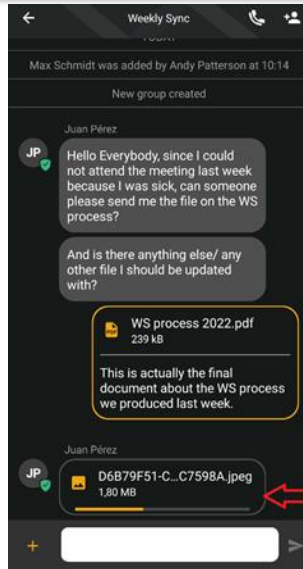 Weekly Sync
TODAY
Max Schmidt was added by Andy Patterson at 10:14
New group created
Juan Pérez
JP
Hello Everybody, since I could
not attend the meeting last week
because I was sick, can someone
please send me the file on the WS
process?
And is there anything else/ any
other file I should be updated
with?
PDF
WS process 2022.pdf
239 kB
This is actually the final
document about the WS process
we produced last week.
Juan Pérez
JP
D6B79F51-C...C7598A.jpeg
1,80 MB